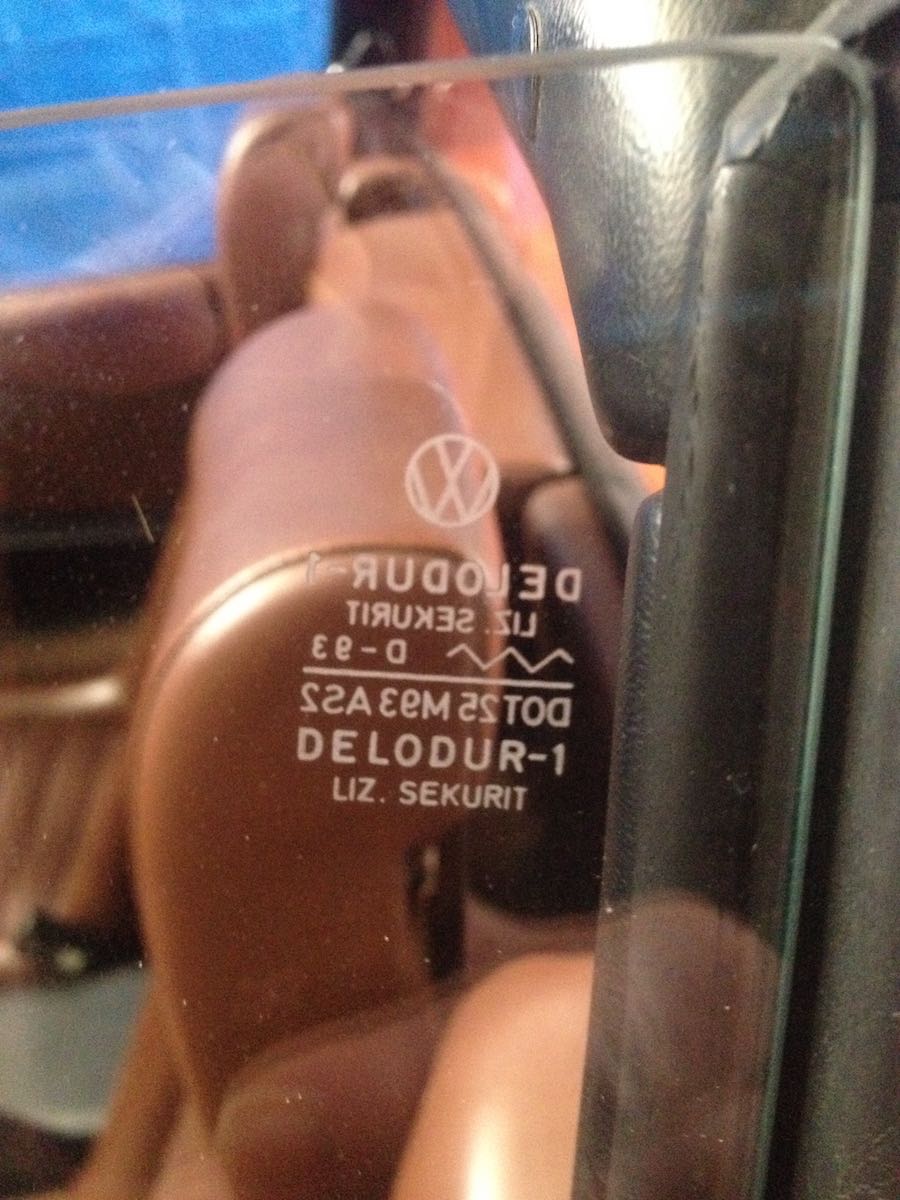 DELODUR-1
LIZ. SEKURIT
D-93
DOT25 M93 AS2
DELODUR-1
LIZ. SEKURIT